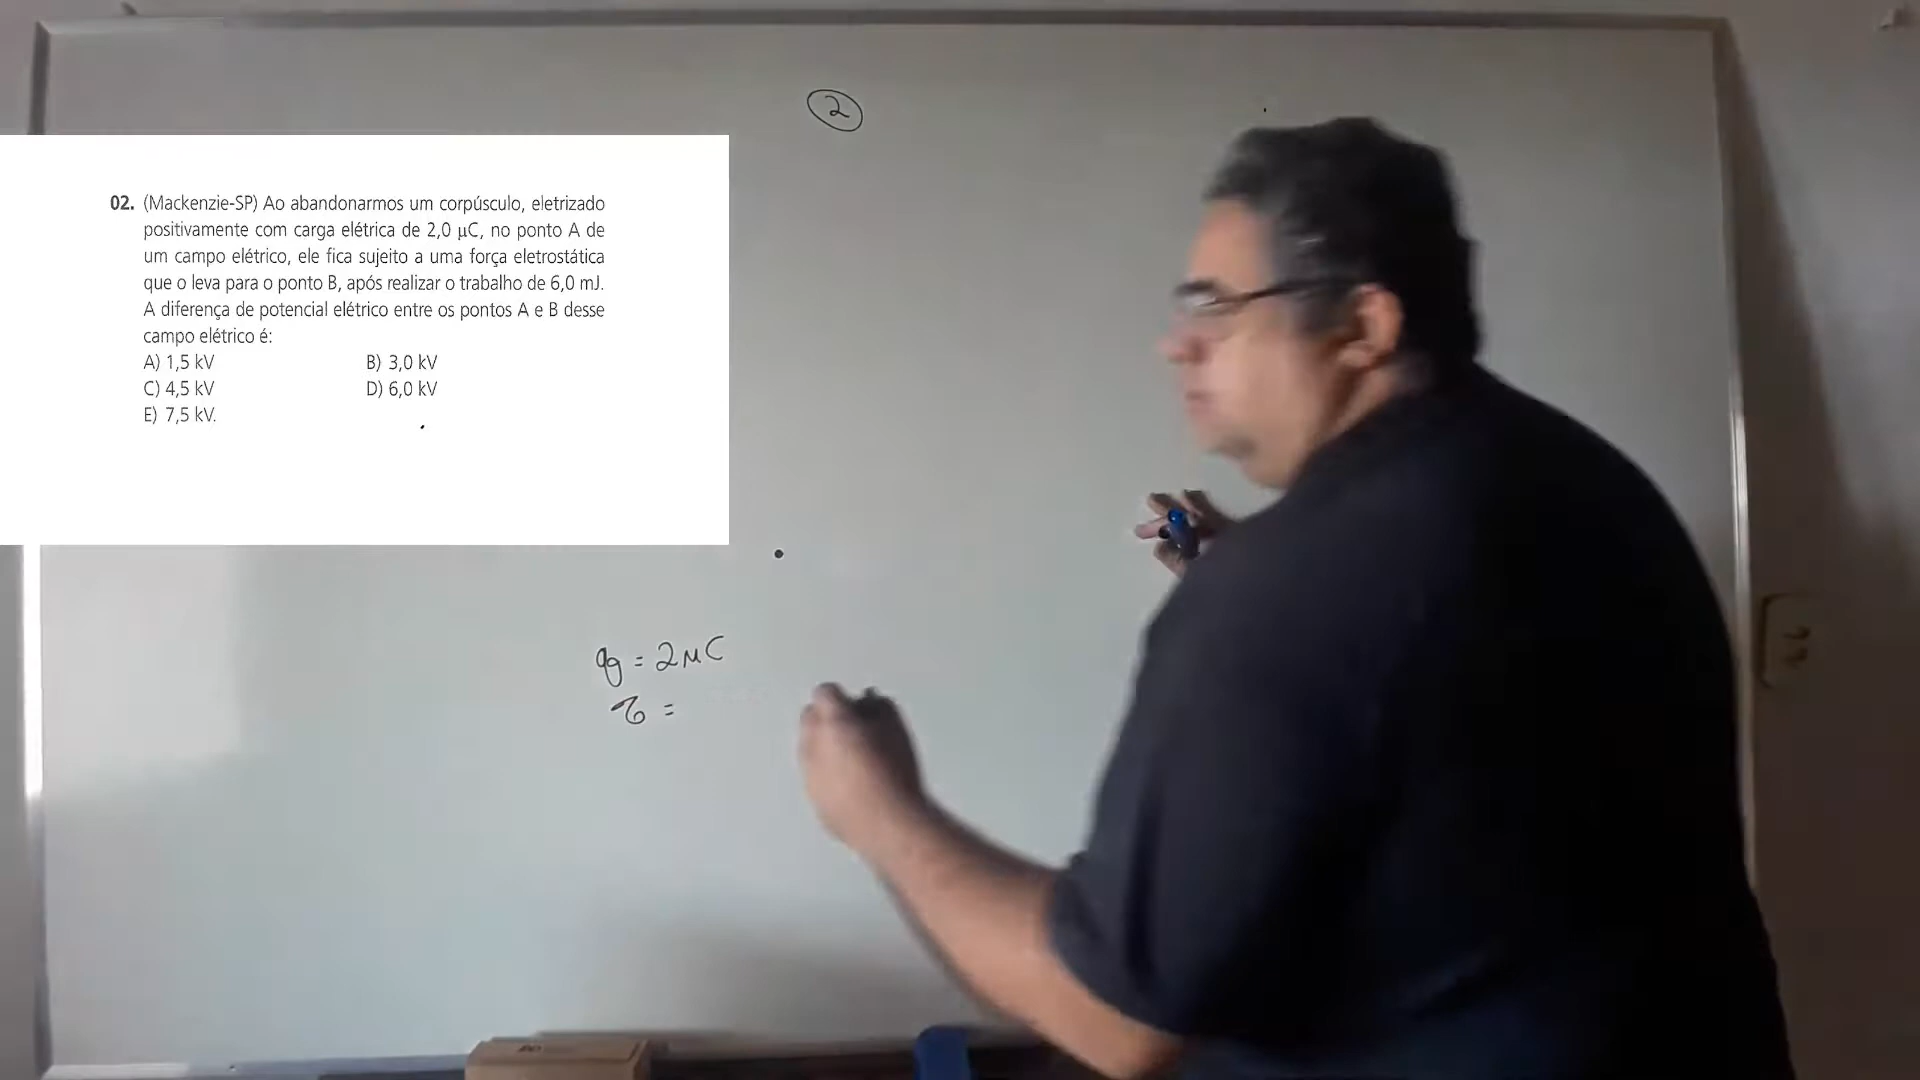 2
02. (Mackenzie-SP) Ao abandonarmos um corpúsculo, eletrizado
positivamente com carga elétrica de 2,0 μC, no ponto A de
um campo elétrico, ele fica sujeito a uma força eletrostática
que o leva para o ponto B, após realizar o trabalho de 6,0 mJ.
A diferença de potencial elétrico entre os pontos A e B desse
campo elétrico é:
A) 1,5 kV B) 3,0 kV
C) 4,5 kV D) 6,0 kV
E) 7,5 kV.
q = 2 μC
τ =